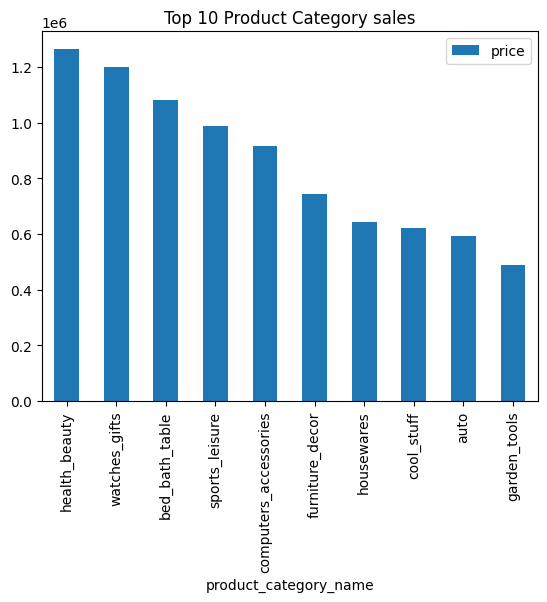 Top 10 Product Category sales
1e6
price
1.2
1.0
0.8
0.6
0.4
0.2
0.0
health_beauty
watches_gifts
bed_bath_table
sports_leisure
computers_accessories
furniture_decor
housewares
cool_stuff
auto
garden_tools
product_category_name